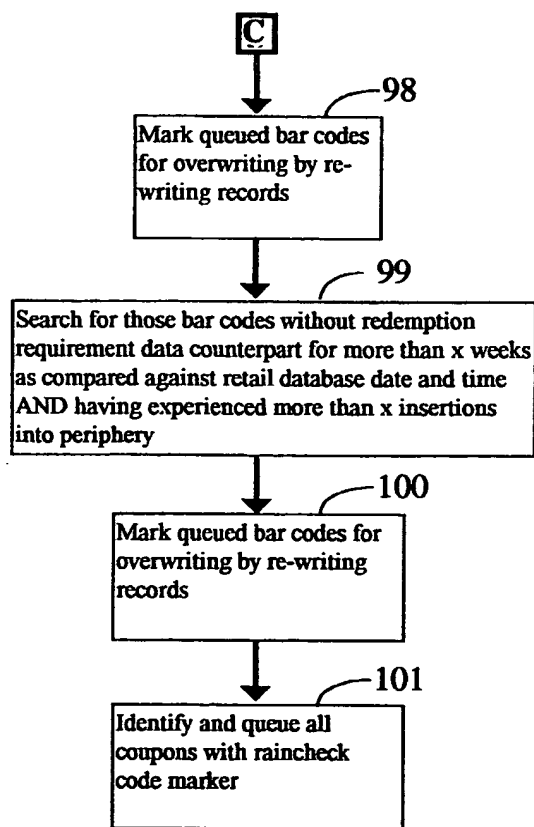 C
98
Mark queued bar codes
for overwriting by re-
writing records
99
Search for those bar codes without redemption
requirement data counterpart for more than x weeks
as compared against retail database date and time
AND having experienced more than x insertions
into periphery
100
Mark queued bar codes for
overwriting by re-writing
records
101
Identify and queue all
coupons with raincheck
code marker